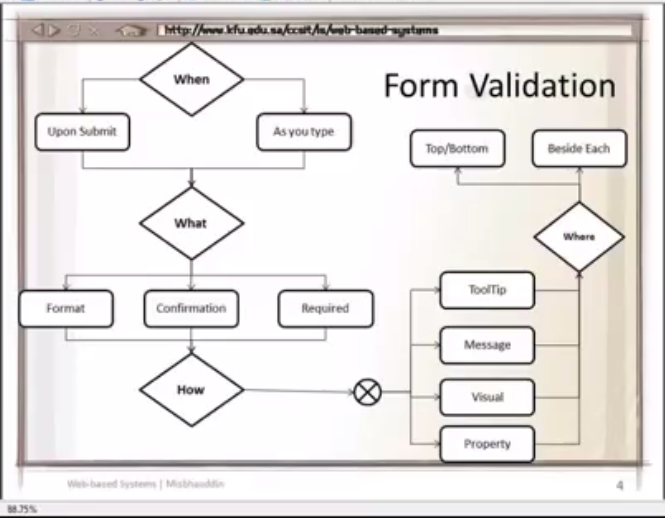 http://www.kfu.edu.sa/ccsit/is/web-based-systems
Form Validation
When
Upon Submit
As you type
What
Format
Confirmation
Required
How
ToolTip
Message
Visual
Property
Where
Top/Bottom
Beside Each
Web-based Systems | Misbhauddin
4
88.75%